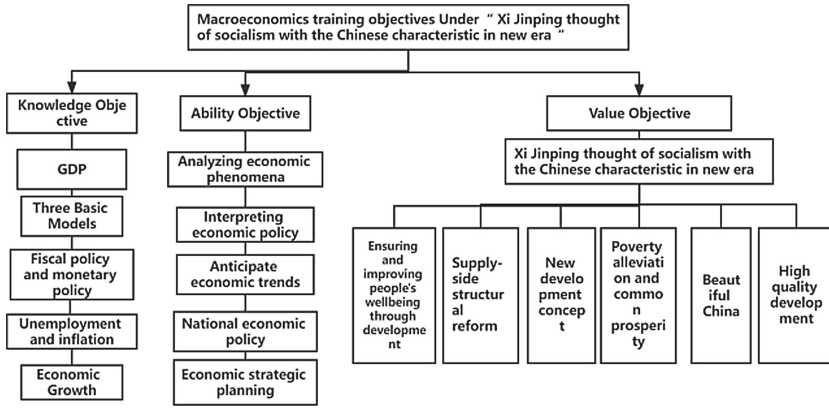 Macroeconomics training objectives Under “ Xi Jinping thought
of socialism with the Chinese characteristic in new era “
Knowledge Obje
ctive
GDP
Three Basic
Models
Fiscal policy
and monetary
policy
Unemployment
and inflation
Economic
Growth
Ability Objective
Analyzing economic
phenomena
Interpreting
economic policy
Anticipate
economic trends
National economic
policy
Economic strategic
planning
Value Objective
Xi Jinping thought of socialism with
the Chinese characteristic in new era
Ensuring
and
improving
people's
wellbeing
through
developme
nt
Supply-
side
structur
al
reform
New
develo
pment
concep
t
Poverty
alleviati
on and
commo
n
prosperi
ty
Beaut
iful
China
High
quality
develop
ment